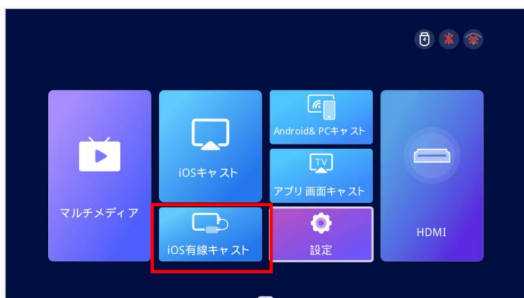 マルチメディア
iOSキャスト
iOS有線キャスト
Android& PCキャスト
TV
アプリ 画面キャスト
設定
HDMI